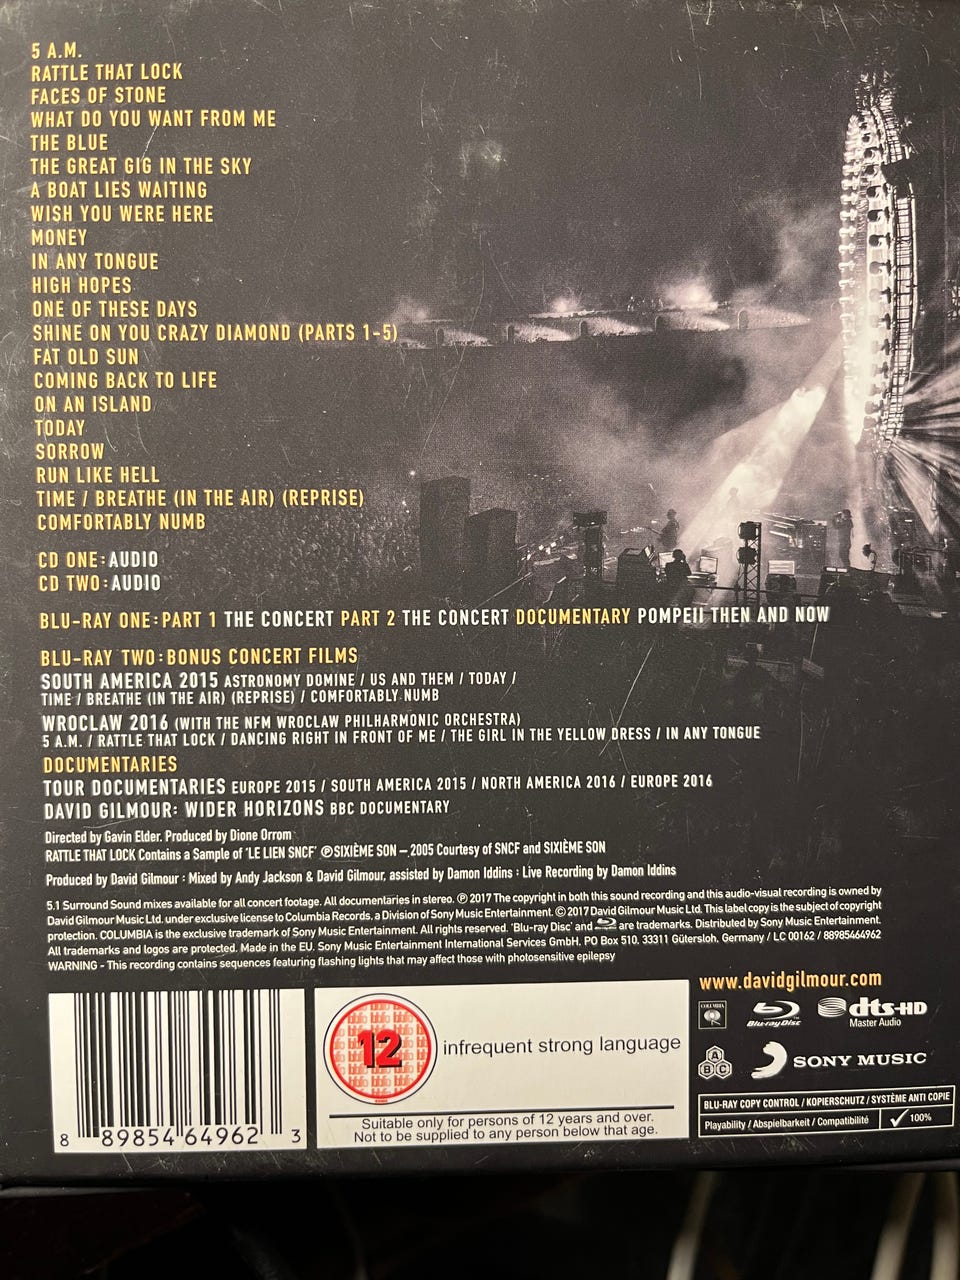 5 A.M.
RATTLE THAT LOCK
FACES OF STONE
WHAT DO YOU WANT FROM ME
THE BLUE
THE GREAT GIG IN THE SKY
A BOAT LIES WAITING
WISH YOU WERE HERE
MONEY
IN ANY TONGUE
HIGH HOPES
ONE OF THESE DAYS
SHINE ON YOU CRAZY DIAMOND (PARTS 1-5)
FAT OLD SUN
COMING BACK TO LIFE
ON AN ISLAND
TODAY
SORROW
RUN LIKE HELL
TIME / BREATHE (IN THE AIR) (REPRISE)
COMFORTABLY NUMB
CD ONE: AUDIO
CD TWO: AUDIO
BLU-RAY ONE: PART 1 THE CONCERT PART 2 THE CONCERT DOCUMENTARY POMPEII THEN AND NOW
BLU-RAY TWO: BONUS CONCERT FILMS
SOUTH AMERICA 2015 ASTRONOMY DOMINE / US AND THEM / TODAY /
TIME / BREATHE (IN THE AIR) (REPRISE) / COMFORTABLY NUMB
WROCLAW 2016 (WITH THE NFM WROCLAW PHILHARMONIC ORCHESTRA)
5 A.M. / RATTLE THAT LOCK / DANCING RIGHT IN FRONT OF ME / THE GIRL IN THE YELLOW DRESS / IN ANY TONGUE
DOCUMENTARIES
TOUR DOCUMENTARIES EUROPE 2015 / SOUTH AMERICA 2015 / NORTH AMERICA 2016 / EUROPE 2016
DAVID GILMOUR: WIDER HORIZONS BBC DOCUMENTARY
Directed by Gavin Elder. Produced by Dione Orrom
RATTLE THAT LOCK Contains a Sample of 'LE LIEN SNCF' ℗SIXIÈME SON – 2005 Courtesy of SNCF and SIXIÈME SON
Produced by David Gilmour : Mixed by Andy Jackson & David Gilmour, assisted by Damon Iddins : Live Recording by Damon Iddins
5.1 Surround Sound mixes available for all concert footage. All documentaries in stereo. ℗ 2017 The copyright in both this sound recording and this audio-visual recording is owned by
David Gilmour Music Ltd. under exclusive license to Columbia Records, a Division of Sony Music Entertainment. © 2017 David Gilmour Music Ltd. This label copy is the subject of copyright
protection. COLUMBIA is the exclusive trademark of Sony Music Entertainment. All rights reserved. 'Blu-ray Disc' and are trademarks. Distributed by Sony Music Entertainment.
All trademarks and logos are protected. Made in the EU. Sony Music Entertainment International Services GmbH, PO Box 510, 33311 Gütersloh, Germany / LC 00162 / 88985464962
WARNING - This recording contains sequences featuring flashing lights that may affect those with photosensitive epilepsy
8 89854 64962 3
12
infrequent strong language
Suitable only for persons of 12 years and over.
Not to be supplied to any person below that age.
www.davidgilmour.com
COLUMBIA
Blu-ray Disc
dts-HD
Master Audio
ABC
SONY MUSIC
BLU-RAY COPY CONTROL / KOPIERSCHUTZ / SYSTÈME ANTI COPIE
Playability / Abspielbarkeit / Compatibilité ✓ 100%